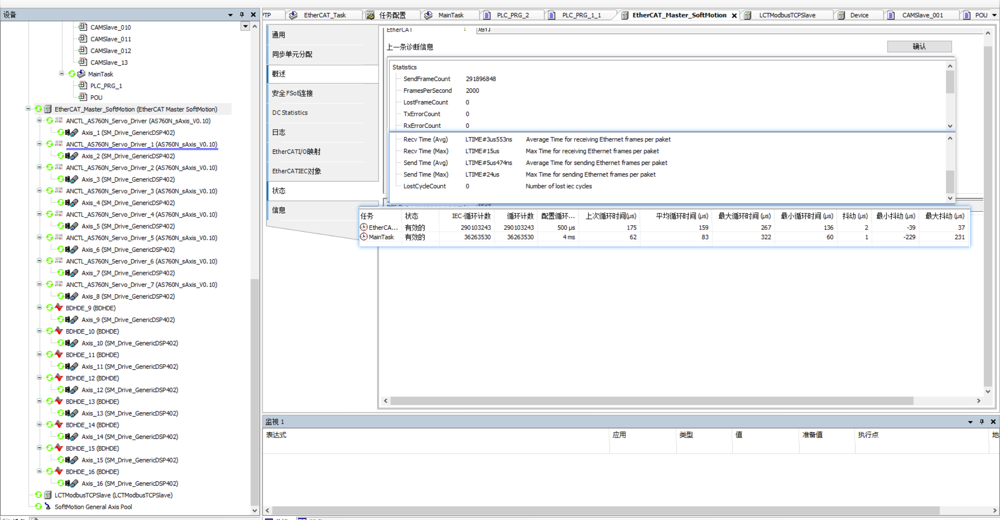 设备
CAMSlave_010
CAMSlave_011
CAMSlave_012
CAMSlave_13
MainTask
PLC_PRG_1
POU
EtherCAT_Master_SoftMotion (EtherCAT Master SoftMotion)
ANCTL_AS760N_Servo_Driver (AS760N_sAxis_V0.10)
Axis_1 (SM_Drive_GenericDSP402)
ANCTL_AS760N_Servo_Driver_1 (AS760N_sAxis_V0.10)
Axis_2 (SM_Drive_GenericDSP402)
ANCTL_AS760N_Servo_Driver_2 (AS760N_sAxis_V0.10)
Axis_3 (SM_Drive_GenericDSP402)
ANCTL_AS760N_Servo_Driver_3 (AS760N_sAxis_V0.10)
Axis_4 (SM_Drive_GenericDSP402)
ANCTL_AS760N_Servo_Driver_4 (AS760N_sAxis_V0.10)
Axis_5 (SM_Drive_GenericDSP402)
ANCTL_AS760N_Servo_Driver_5 (AS760N_sAxis_V0.10)
Axis_6 (SM_Drive_GenericDSP402)
ANCTL_AS760N_Servo_Driver_6 (AS760N_sAxis_V0.10)
Axis_7 (SM_Drive_GenericDSP402)
ANCTL_AS760N_Servo_Driver_7 (AS760N_sAxis_V0.10)
Axis_8 (SM_Drive_GenericDSP402)
BDHDE_9 (BDHDE)
Axis_9 (SM_Drive_GenericDSP402)
BDHDE_10 (BDHDE)
Axis_10 (SM_Drive_GenericDSP402)
BDHDE_11 (BDHDE)
Axis_11 (SM_Drive_GenericDSP402)
BDHDE_12 (BDHDE)
Axis_12 (SM_Drive_GenericDSP402)
BDHDE_13 (BDHDE)
Axis_13 (SM_Drive_GenericDSP402)
BDHDE_14 (BDHDE)
Axis_14 (SM_Drive_GenericDSP402)
BDHDE_15 (BDHDE)
Axis_15 (SM_Drive_GenericDSP402)
BDHDE_16 (BDHDE)
Axis_16 (SM_Drive_GenericDSP402)
LCTModbusTCPSlave (LCTModbusTCPSlave)
SoftMotion General Axis Pool
PTP EtherCAT_Task 任务配置 MainTask PLC_PRG_2 PLC_PRG_1_1 EtherCAT_Master_SoftMotion LCTModbusTCPSlave Device CAMSlave_001 POU
通用
同步单元分配
概述
安全FSoE连接
DC Statistics
日志
EtherCATI/O映射
EtherCATIEC对象
状态
信息
EtherCAT : 运行
上一条诊断信息 确认
Statistics
SendFrameCount 291896848
FramesPerSecond 2000
LostFrameCount 0
TxErrorCount 0
RxErrorCount 0
Recv Time (Avg) LTIME#3us553ns Average Time for receiving Ethernet frames per paket
Recv Time (Max) LTIME#15us Max Time for receiving Ethernet frames per paket
Send Time (Avg) LTIME#5us474ns Average Time for sending Ethernet frames per paket
Send Time (Max) LTIME#24us Max Time for sending Ethernet frames per paket
LostCycleCount 0 Number of lost iec cycles
任务 状态 IEC-循环计数 循环计数 配置循环... 上次循环时间(µs) 平均循环时间 (µs) 最大循环时间 (µs) 最小循环时间 (µs) 抖动 (µs) 最小抖动 (µs) 最大抖动 (µs)
EtherCA... 有效的 290103243 290103243 500 µs 175 159 267 136 2 -39 37
MainTask 有效的 36263530 36263530 4 ms 62 83 322 60 1 -229 231
监视 1
表达式 应用 类型 值 准备值 执行点 地